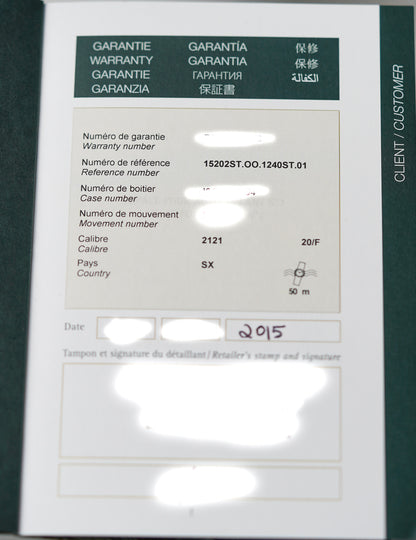 GARANTIE GARANTÍA 保修
WARRANTY GARANTIA 保修
GARANTIE ГАРАНТИЯ الكفالة
GARANZIA 保証書
CLIENT / CUSTOMER
Numéro de garantie
Warranty number
Numéro de référence 15202ST.OO.1240ST.01
Reference number
Numéro de boitier
Case number
Numéro de mouvement
Movement number
Calibre 2121 20/F
Calibre
Pays SX
Country
50 m
Date 2015
Tampon et signature du détaillant / Retailer's stamp and signature